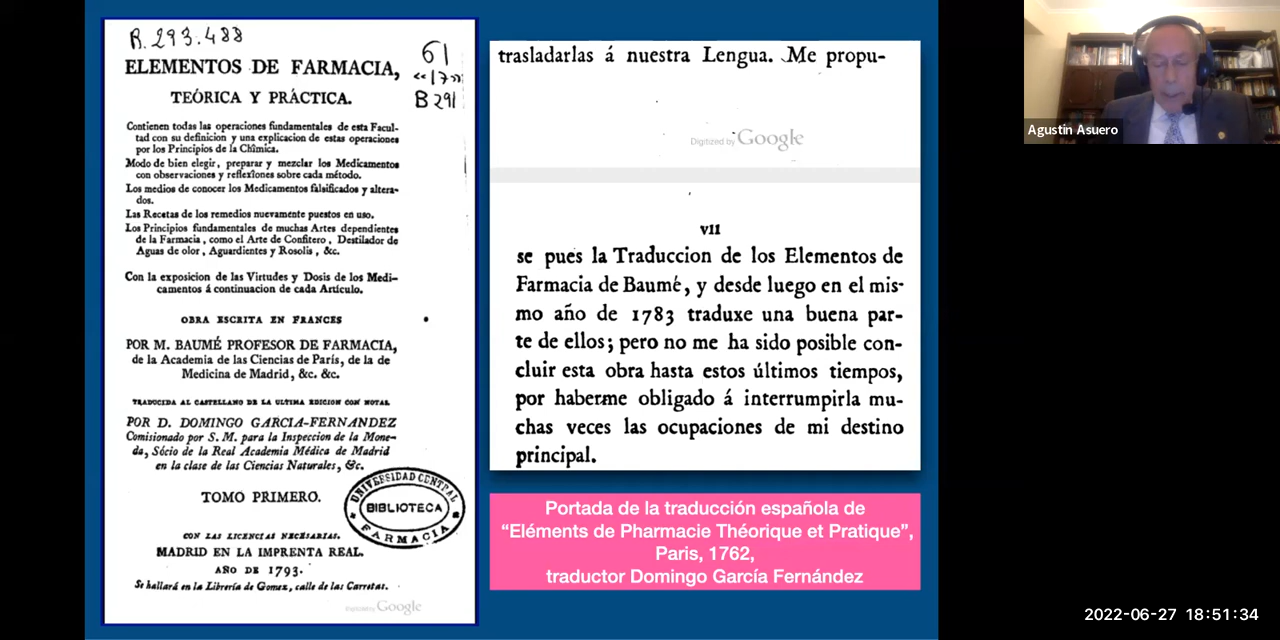 R.293.488
61
«17»
B 291
ELEMENTOS DE FARMACIA,
TEÓRICA Y PRÁCTICA.
Contienen todas las operaciones fundamentales de esta Facul-
tad con su definicion y una explicacion de estas operaciones
por los Principios de la Chîmica.
Modo de bien elegir, preparar y mezclar los Medicamentos
con observaciones y reflexîones sobre cada método.
Los medios de conocer los Medicamentos falsificados y altera-
dos.
Las Recetas de los remedios nuevamente puestos en uso.
Los Principios fundamentales de muchas Artes dependientes
de la Farmacia, como el Arte de Confitero, Destilador de
Aguas de olor, Aguardientes y Rosolis, &c.
Con la exposicion de las Virtudes y Dosis de los Medi-
camentos á continuacion de cada Artículo.
OBRA ESCRITA EN FRANCES
POR M. BAUMÉ PROFESOR DE FARMACIA,
de la Academia de las Ciencias de París, de la de
Medicina de Madrid, &c. &c.
TRADUCIDA AL CASTELLANO DE LA ULTIMA EDICION CON NOTAS
POR D. DOMINGO GARCIA-FERNANDEZ
Comisionado por S. M. para la Inspeccion de la Mone-
da, Sócio de la Real Academia Médica de Madrid
en la clase de las Ciencias Naturales, &c.
TOMO PRIMERO.
UNIVERSIDAD CENTRAL
BIBLIOTECA
FARMACIA
CON LAS LICENCIAS NECESARIAS.
MADRID EN LA IMPRENTA REAL.
AÑO DE 1793.
Se hallará en la Librería de Gomez, calle de las Carretas.
Digitized by Google
trasladarlas á nuestra Lengua. Me propu-
Digitized by Google
VII
se pues la Traduccion de los Elementos de
Farmacia de Baumé, y desde luego en el mis-
mo año de 1783 traduxe una buena par-
te de ellos; pero no me ha sido posible con-
cluir esta obra hasta estos últimos tiempos,
por haberme obligado á interrumpirla mu-
chas veces las ocupaciones de mi destino
principal.
Portada de la traducción española de
“Eléments de Pharmacie Théorique et Pratique”,
Paris, 1762,
traductor Domingo García Fernández
Agustín Asuero
2022-06-27 18:51:34